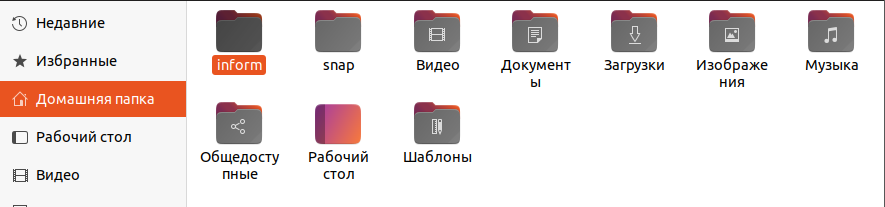 Недавние
Избранные
Домашняя папка
Рабочий стол
Видео
inform
snap
Видео
Документ
ы
Загрузки
Изображе
ния
Музыка
Общедосту
пные
Рабочий
стол
Шаблоны